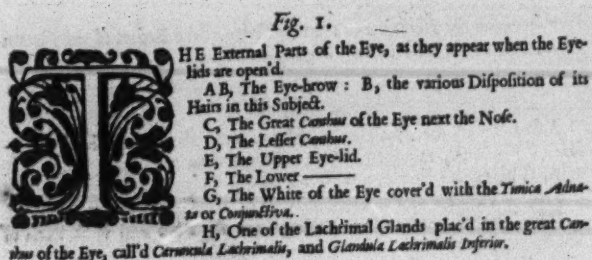 Fig. 1.
THE External Parts of the Eye, as they appear when the Eye-
lids are open'd.
A B, The Eye-brow : B, the various Diſpoſition of its
Hairs in this Subject.
C, The Great Canthus of the Eye next the Noſe.
D, The Leſſer Canthus.
E, The Upper Eye-lid.
F, The Lower ———
G, The White of the Eye cover'd with the Tunica Adna-
ta or Conjunctiva.
H, One of the Lachrimal Glands plac'd in the great Can-
thus of the Eye, call'd Caruncula Lachrimalis, and Glandula Lachrimalis Inferior.